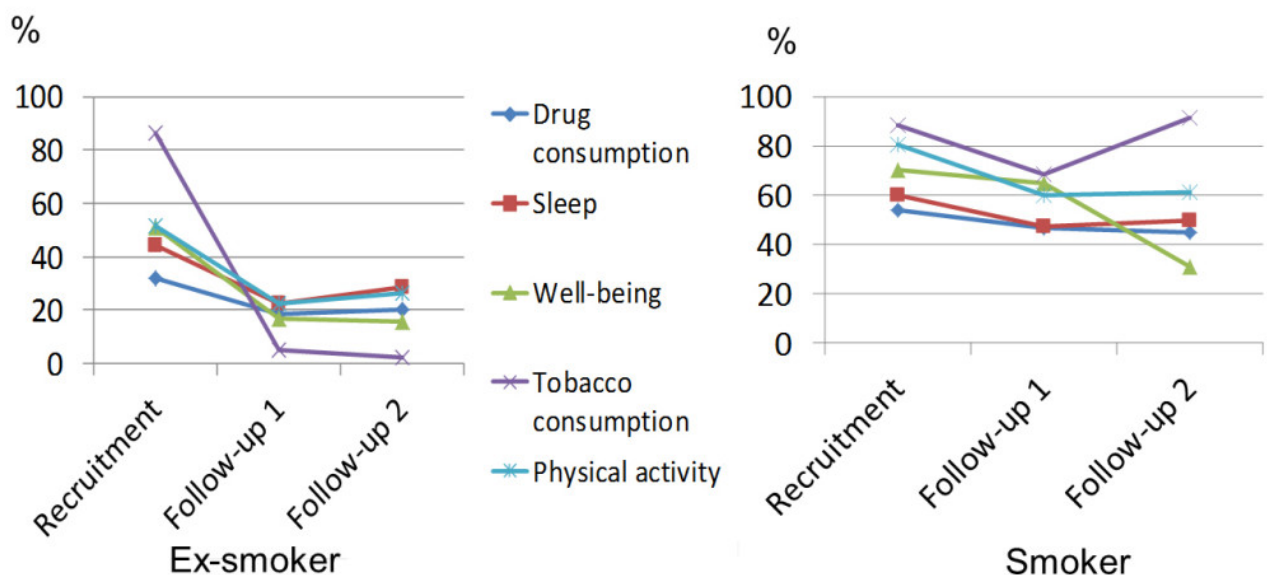 %
100
80
60
40
20
0
Recruitment
Follow-up 1
Follow-up 2
Ex-smoker
Drug
consumption
Sleep
Well-being
Tobacco
consumption
Physical activity
%
100
80
60
40
20
0
Recruitment
Follow-up 1
Follow-up 2
Smoker